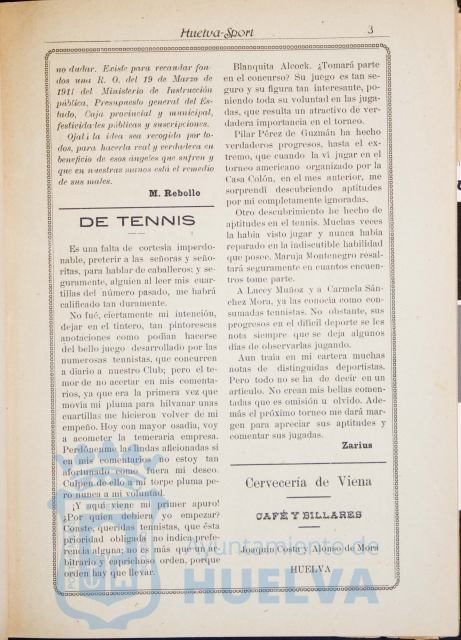 Huelva-Sport
3
no dudar. Existe para recaudar fon-
dos una R. O. del 19 de Marzo de
1911 del Ministerio de Instrucción
pública, Presupuesto general del Es-
tado, Caja provincial y municipal,
festividades públicas y suscripciones.
Ojalá la idea sea recogida por to-
dos, para hacerla real y verdadera en
beneficio de esos ángeles que sufren y
que en nuestras manos está el remedio
de sus males.
M. Rebollo
DE TENNIS
Es una falta de cortesía imperdo-
nable, preterir a las señoras y seño-
ritas, para hablar de caballeros; y se-
guramente, alguien al leer mis cuar-
tillas del número pasado, me habrá
calificado tan duramente.
No fué, ciertamente mi intención,
dejar en el tintero, tan pintorescas
anotaciones como podían hacerse
del bello juego desarrollado por las
numerosas tennistas, que concurren
a diario a nuestro Club; pero el te-
mor de no acertar en mis comenta-
rios, ya que era la primera vez que
movía mi pluma para hilvanar unas
cuartillas me hicieron volver de mi
empeño. Hoy con mayor osadía, voy
a acometer la temeraria empresa.
Perdónenme las lindas aficionadas si
en mis comentarios no estoy tan
afortunado como fuera mi deseo.
Culpen de ello a mi torpe pluma pe-
ro nunca a mi voluntad.
¡Y aquí viene mi primer apuro!
¿Por quien debiera yo empezar?
Conste, queridas tennistas, que ésta
prioridad obligada no indica prefe-
rencia alguna; no es más que un ar-
bitrario y caprichoso orden, porque
orden hay que llevar.
Blanquita Alcock. ¿Tomará parte
en el concurso? Su juego es tan se-
guro y su figura tan interesante, po-
niendo toda su voluntad en las juga-
das, que resulta un atractivo de ver-
dadera importancia en el torneo.
Pilar Pérez de Guzmán ha hecho
verdaderos progresos, hasta el ex-
tremo, que cuando la vi jugar en el
torneo americano organizado por la
Casa Colón, en el mes anterior, me
sorprendí descubriendo aptitudes
por mi completamente ignoradas.
Otro descubrimiento he hecho de
aptitudes en el tennis. Muchas veces
la había visto jugar y nunca había
reparado en la indiscutible habilidad
que posee. Maruja Montenegro resal-
tará seguramente en cuantos encuen-
tros tome parte.
A Luccy Muñoz y a Carmela Sán-
chez Mora, ya las conocía como con-
sumadas tennistas. No obstante, sus
progresos en el difícil deporte se les
nota siempre que se deja algunos
días de observarlas jugando.
Aun traía en mi cartera muchas
notas de distinguidas deportistas.
Pero todo no se ha de decir en un
artículo. No crean mis bellas comen-
tadas que es omisión u olvido. Ade-
más el próximo torneo me dará mar-
gen para apreciar sus aptitudes y
comentar sus jugadas.
Zarius
Cervecería de Viena
CAFÉ Y BILLARES
Joaquín Costa y Alonso de Mora
HUELVA
Ayuntamiento de
HUELVA